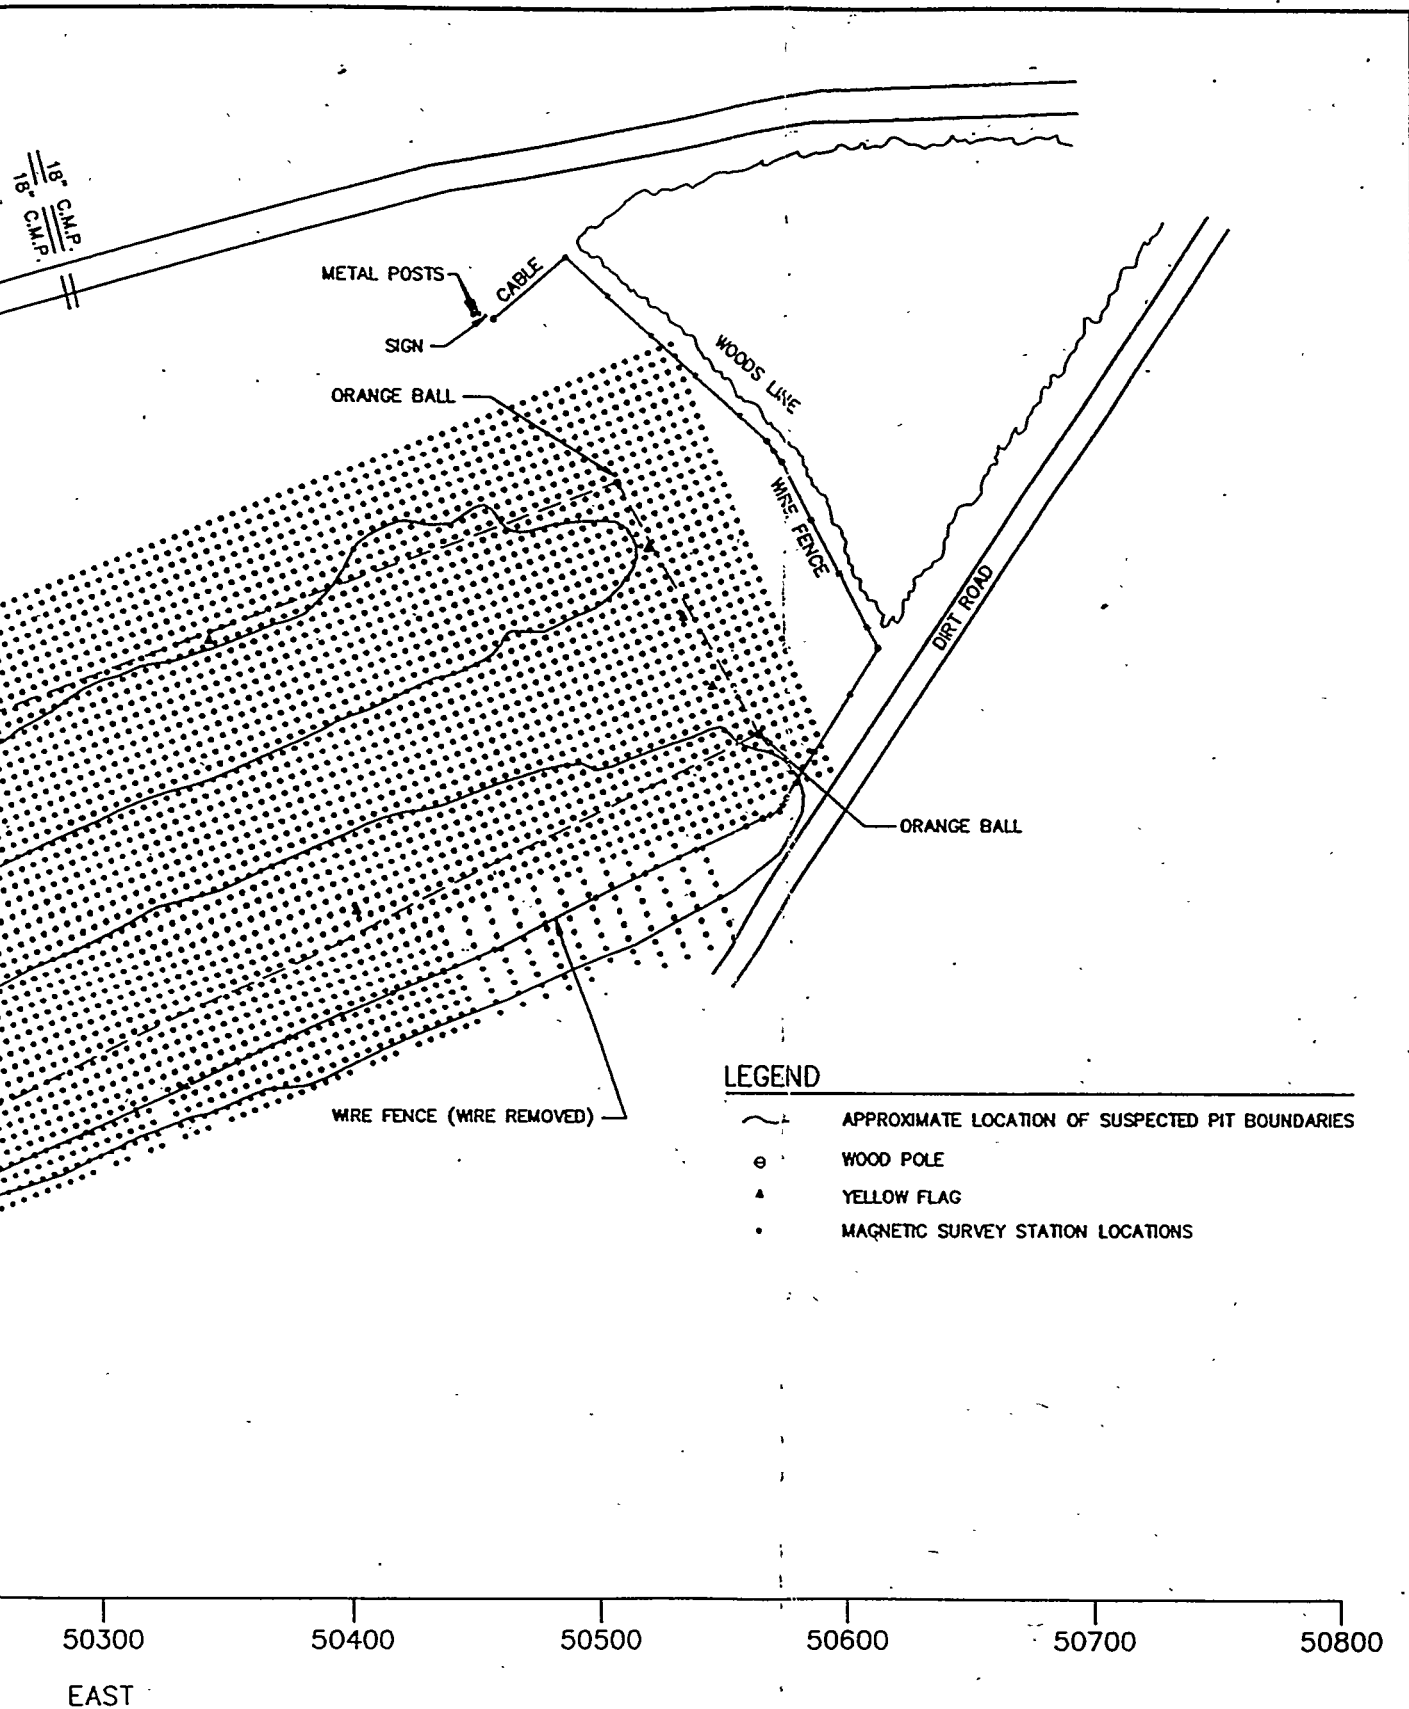 18" C.M.P.
18" C.M.P.
METAL POSTS
CABLE
SIGN
WOODS LINE
ORANGE BALL
WIRE FENCE
DIRT ROAD
ORANGE BALL
WIRE FENCE (WIRE REMOVED)
LEGEND
APPROXIMATE LOCATION OF SUSPECTED PIT BOUNDARIES
WOOD POLE
YELLOW FLAG
MAGNETIC SURVEY STATION LOCATIONS
50300 50400 50500 50600 50700 50800
EAST